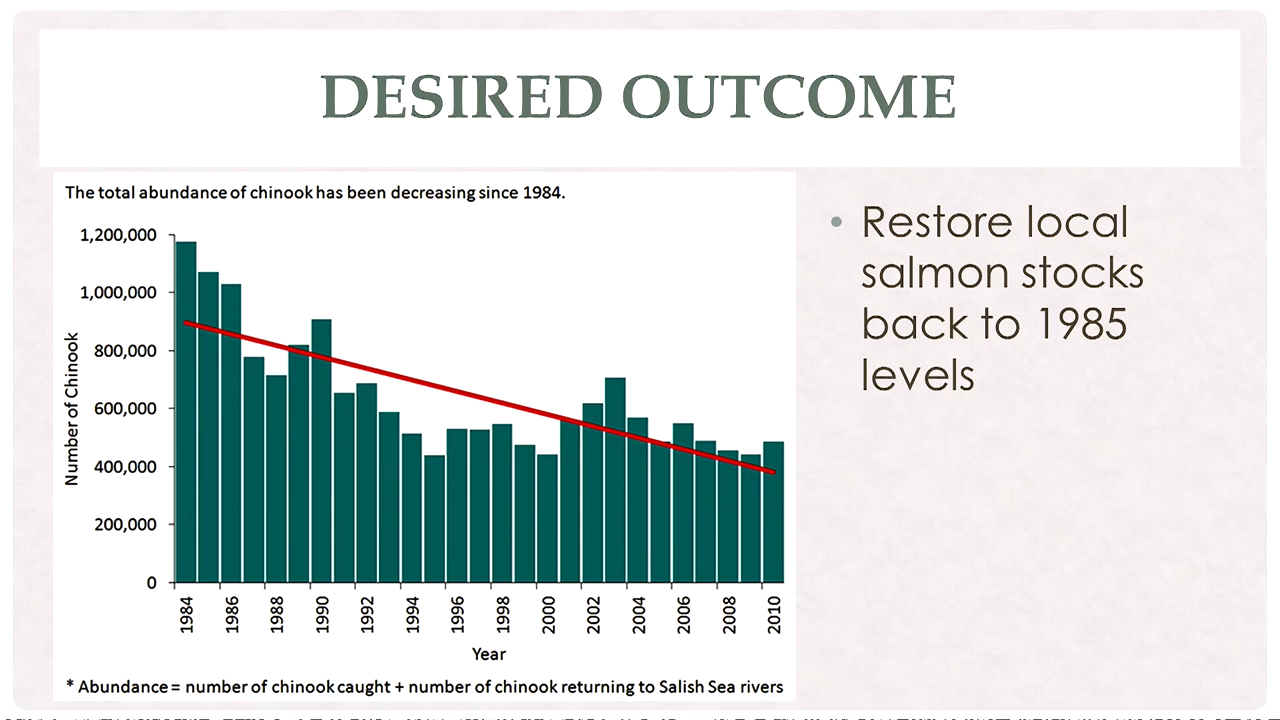 DESIRED OUTCOME
The total abundance of chinook has been decreasing since 1984.
1,200,000
1,000,000
800,000
600,000
400,000
200,000
0
Number of Chinook
1984 1986 1988 1990 1992 1994 1996 1998 2000 2002 2004 2006 2008 2010
Year
* Abundance = number of chinook caught + number of chinook returning to Salish Sea rivers
• Restore local
salmon stocks
back to 1985
levels